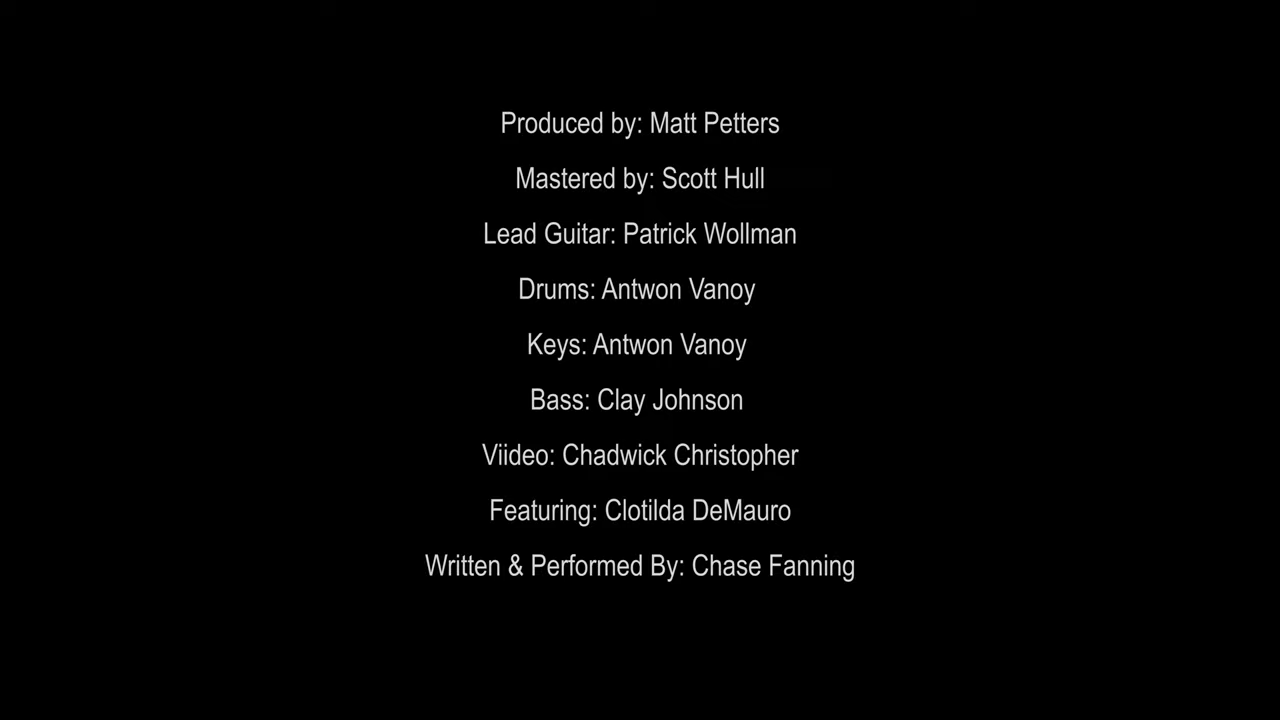 Produced by: Matt Petters
Mastered by: Scott Hull
Lead Guitar: Patrick Wollman
Drums: Antwon Vanoy
Keys: Antwon Vanoy
Bass: Clay Johnson
Viideo: Chadwick Christopher
Featuring: Clotilda DeMauro
Written & Performed By: Chase Fanning